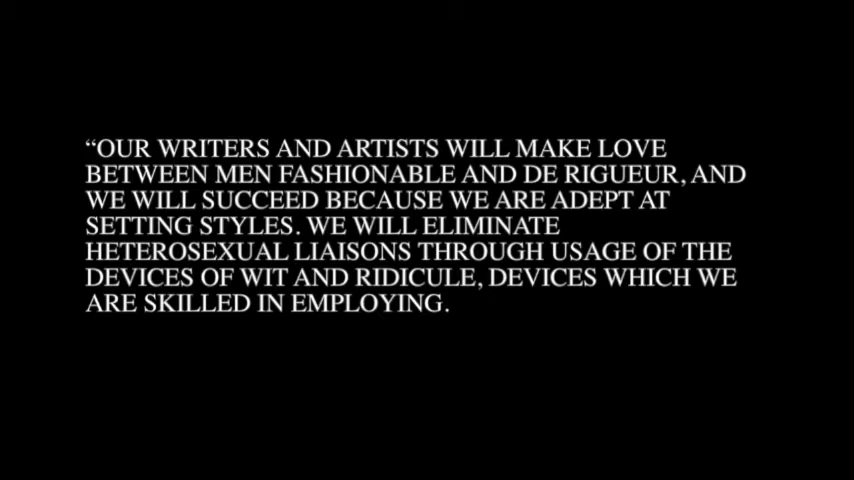 “OUR WRITERS AND ARTISTS WILL MAKE LOVE
BETWEEN MEN FASHIONABLE AND DE RIGUEUR, AND
WE WILL SUCCEED BECAUSE WE ARE ADEPT AT
SETTING STYLES. WE WILL ELIMINATE
HETEROSEXUAL LIAISONS THROUGH USAGE OF THE
DEVICES OF WIT AND RIDICULE, DEVICES WHICH WE
ARE SKILLED IN EMPLOYING.